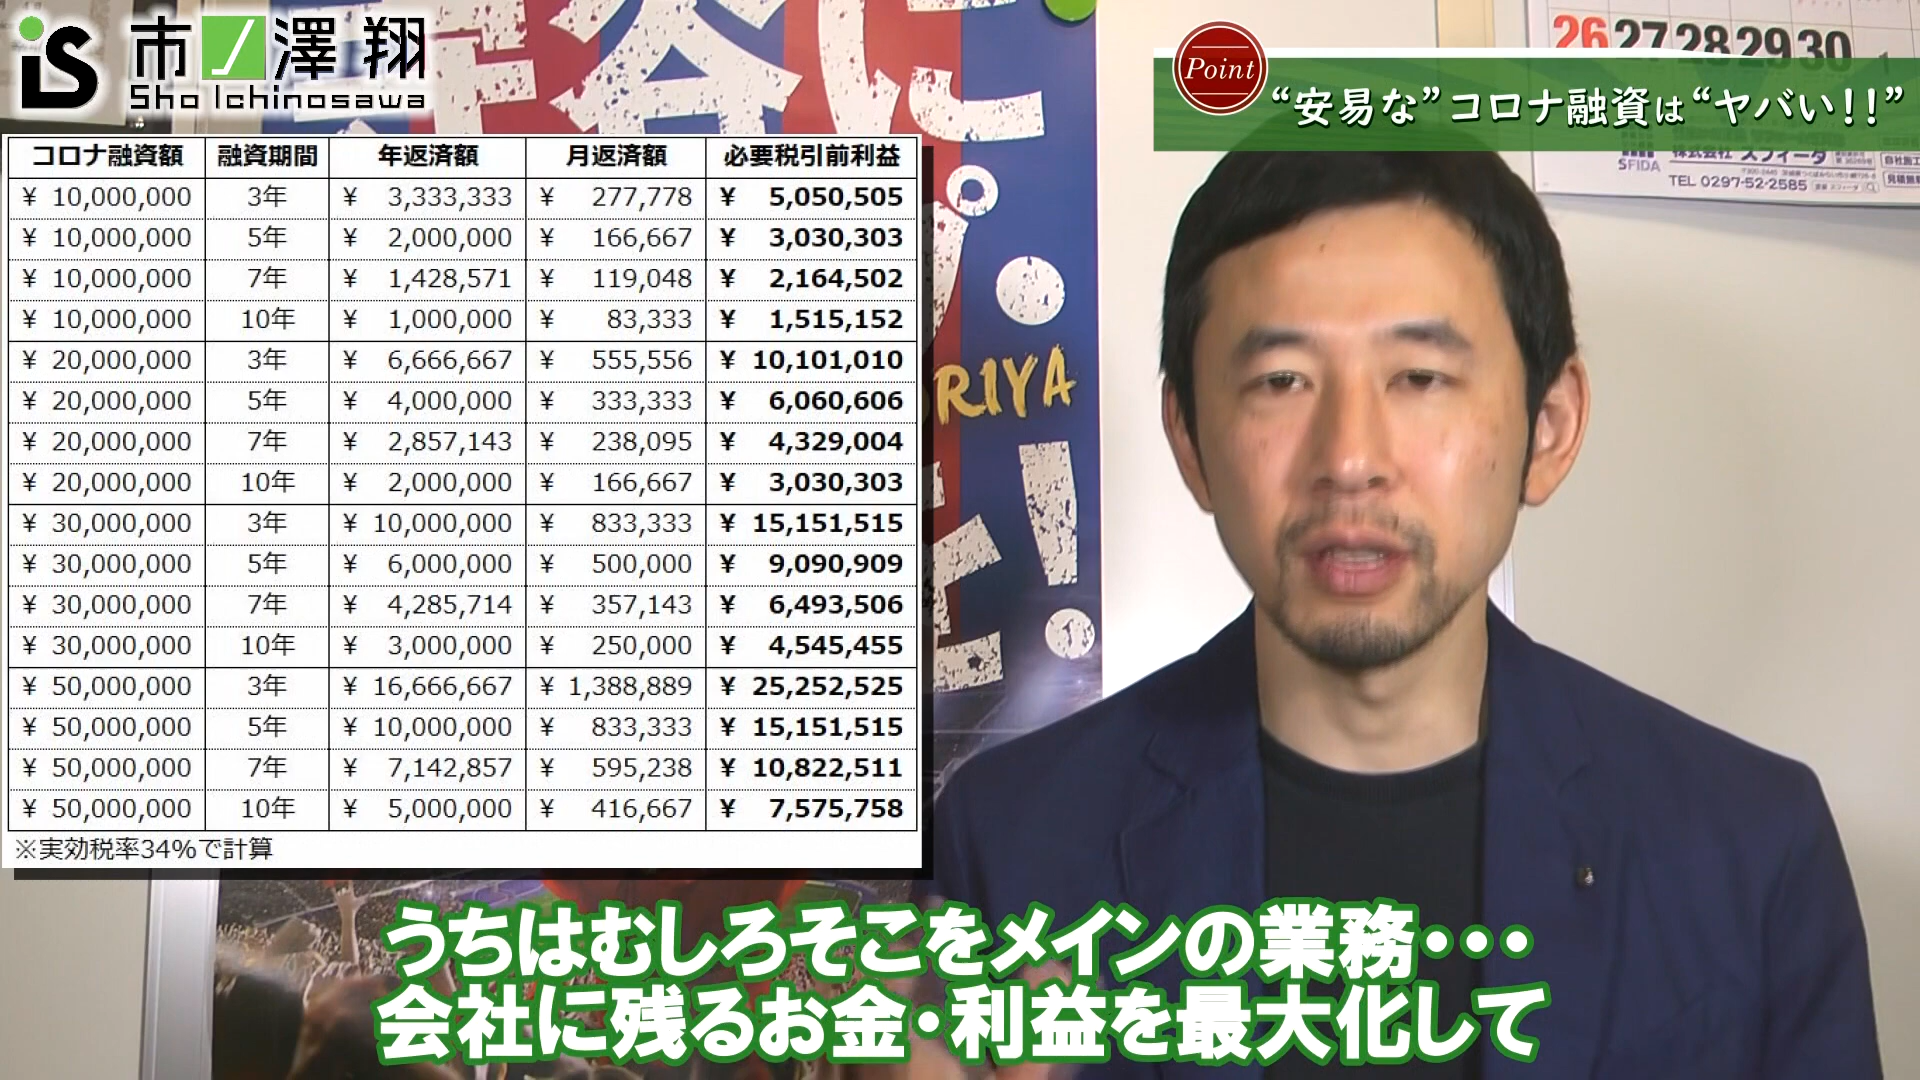 市ノ澤 翔
Sho Ichinosawa
26 27 28 29 30
1
Point
“安易な”コロナ融資は“ヤバい!!”
株式会社 スフィーダ
SFIDA
TEL 0297-52-2585
コロナ融資額 融資期間 年返済額 月返済額 必要税引前利益
¥ 10,000,000 3年 ¥ 3,333,333 ¥ 277,778 ¥ 5,050,505
¥ 10,000,000 5年 ¥ 2,000,000 ¥ 166,667 ¥ 3,030,303
¥ 10,000,000 7年 ¥ 1,428,571 ¥ 119,048 ¥ 2,164,502
¥ 10,000,000 10年 ¥ 1,000,000 ¥ 83,333 ¥ 1,515,152
¥ 20,000,000 3年 ¥ 6,666,667 ¥ 555,556 ¥ 10,101,010
¥ 20,000,000 5年 ¥ 4,000,000 ¥ 333,333 ¥ 6,060,606
¥ 20,000,000 7年 ¥ 2,857,143 ¥ 238,095 ¥ 4,329,004
¥ 20,000,000 10年 ¥ 2,000,000 ¥ 166,667 ¥ 3,030,303
¥ 30,000,000 3年 ¥ 10,000,000 ¥ 833,333 ¥ 15,151,515
¥ 30,000,000 5年 ¥ 6,000,000 ¥ 500,000 ¥ 9,090,909
¥ 30,000,000 7年 ¥ 4,285,714 ¥ 357,143 ¥ 6,493,506
¥ 30,000,000 10年 ¥ 3,000,000 ¥ 250,000 ¥ 4,545,455
¥ 50,000,000 3年 ¥ 16,666,667 ¥ 1,388,889 ¥ 25,252,525
¥ 50,000,000 5年 ¥ 10,000,000 ¥ 833,333 ¥ 15,151,515
¥ 50,000,000 7年 ¥ 7,142,857 ¥ 595,238 ¥ 10,822,511
¥ 50,000,000 10年 ¥ 5,000,000 ¥ 416,667 ¥ 7,575,758
※実効税率34%で計算
RIYA
うちはむしろそこをメインの業務・・・
会社に残るお金・利益を最大化して